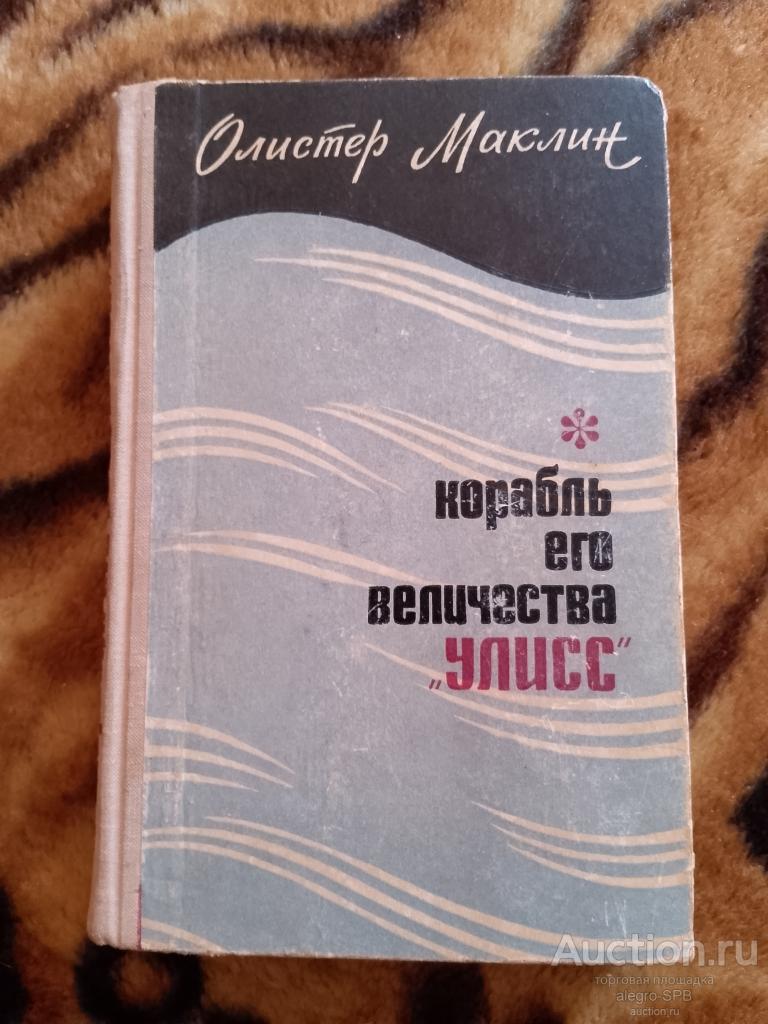 Олистер Маклин
корабль
его
величества
„Улисс"
Auction.ru
торговая площадка
alegro-SPB
auction.ru